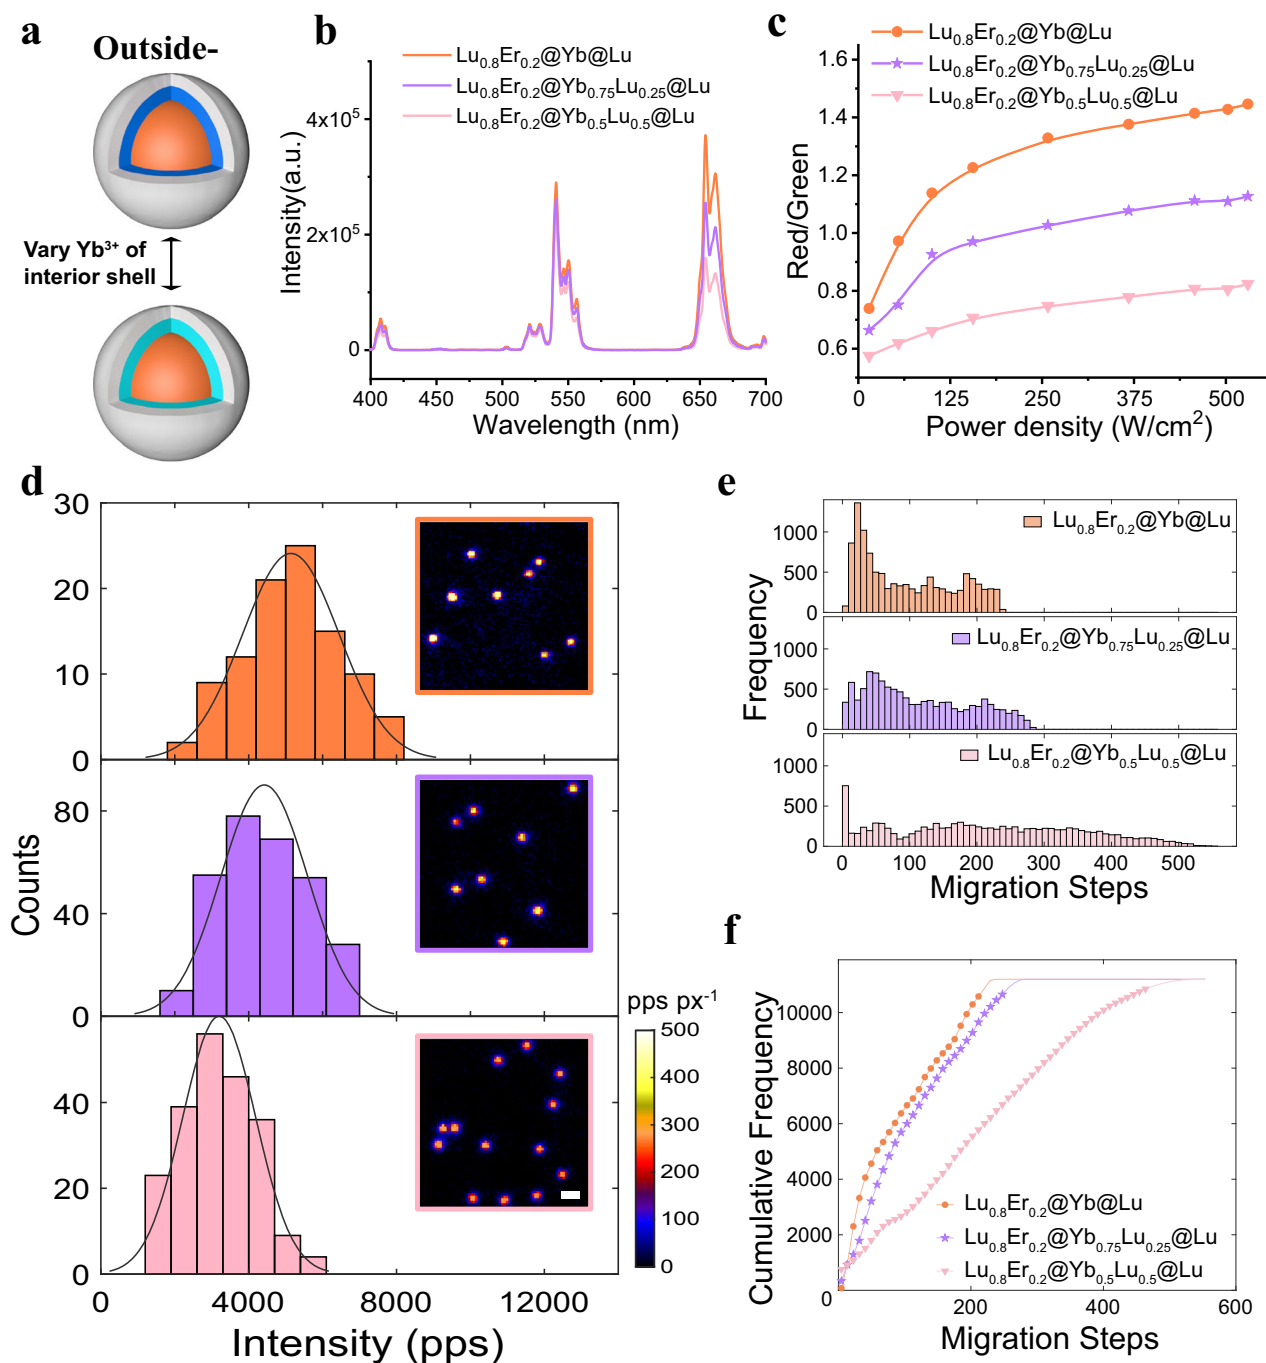 a
Outside-
Vary Yb³⁺ of
interior shell
b
Lu₀.₈Er₀.₂@Yb@Lu
Lu₀.₈Er₀.₂@Yb₀.₇₅Lu₀.₂₅@Lu
Lu₀.₈Er₀.₂@Yb₀.₅Lu₀.₅@Lu
4x10⁵
2x10⁵
0
Intensity(a.u.)
400 450 500 550 600 650 700
Wavelength (nm)
c
Lu₀.₈Er₀.₂@Yb@Lu
Lu₀.₈Er₀.₂@Yb₀.₇₅Lu₀.₂₅@Lu
Lu₀.₈Er₀.₂@Yb₀.₅Lu₀.₅@Lu
1.6
1.4
1.2
1.0
0.8
0.6
Red/Green
0 125 250 375 500
Power density (W/cm²)
d
30
20
10
0
80
40
0
40
20
0
Counts
0 4000 8000 12000
Intensity (pps)
pps px⁻¹
500
400
300
200
100
0
e
Lu₀.₈Er₀.₂@Yb@Lu
1000
500
0
Lu₀.₈Er₀.₂@Yb₀.₇₅Lu₀.₂₅@Lu
1000
500
0
Lu₀.₈Er₀.₂@Yb₀.₅Lu₀.₅@Lu
1000
500
0
Frequency
0 100 200 300 400 500
Migration Steps
f
10000
8000
6000
4000
2000
0
Cumulative Frequency
Lu₀.₈Er₀.₂@Yb@Lu
Lu₀.₈Er₀.₂@Yb₀.₇₅Lu₀.₂₅@Lu
Lu₀.₈Er₀.₂@Yb₀.₅Lu₀.₅@Lu
200 400 600
Migration Steps